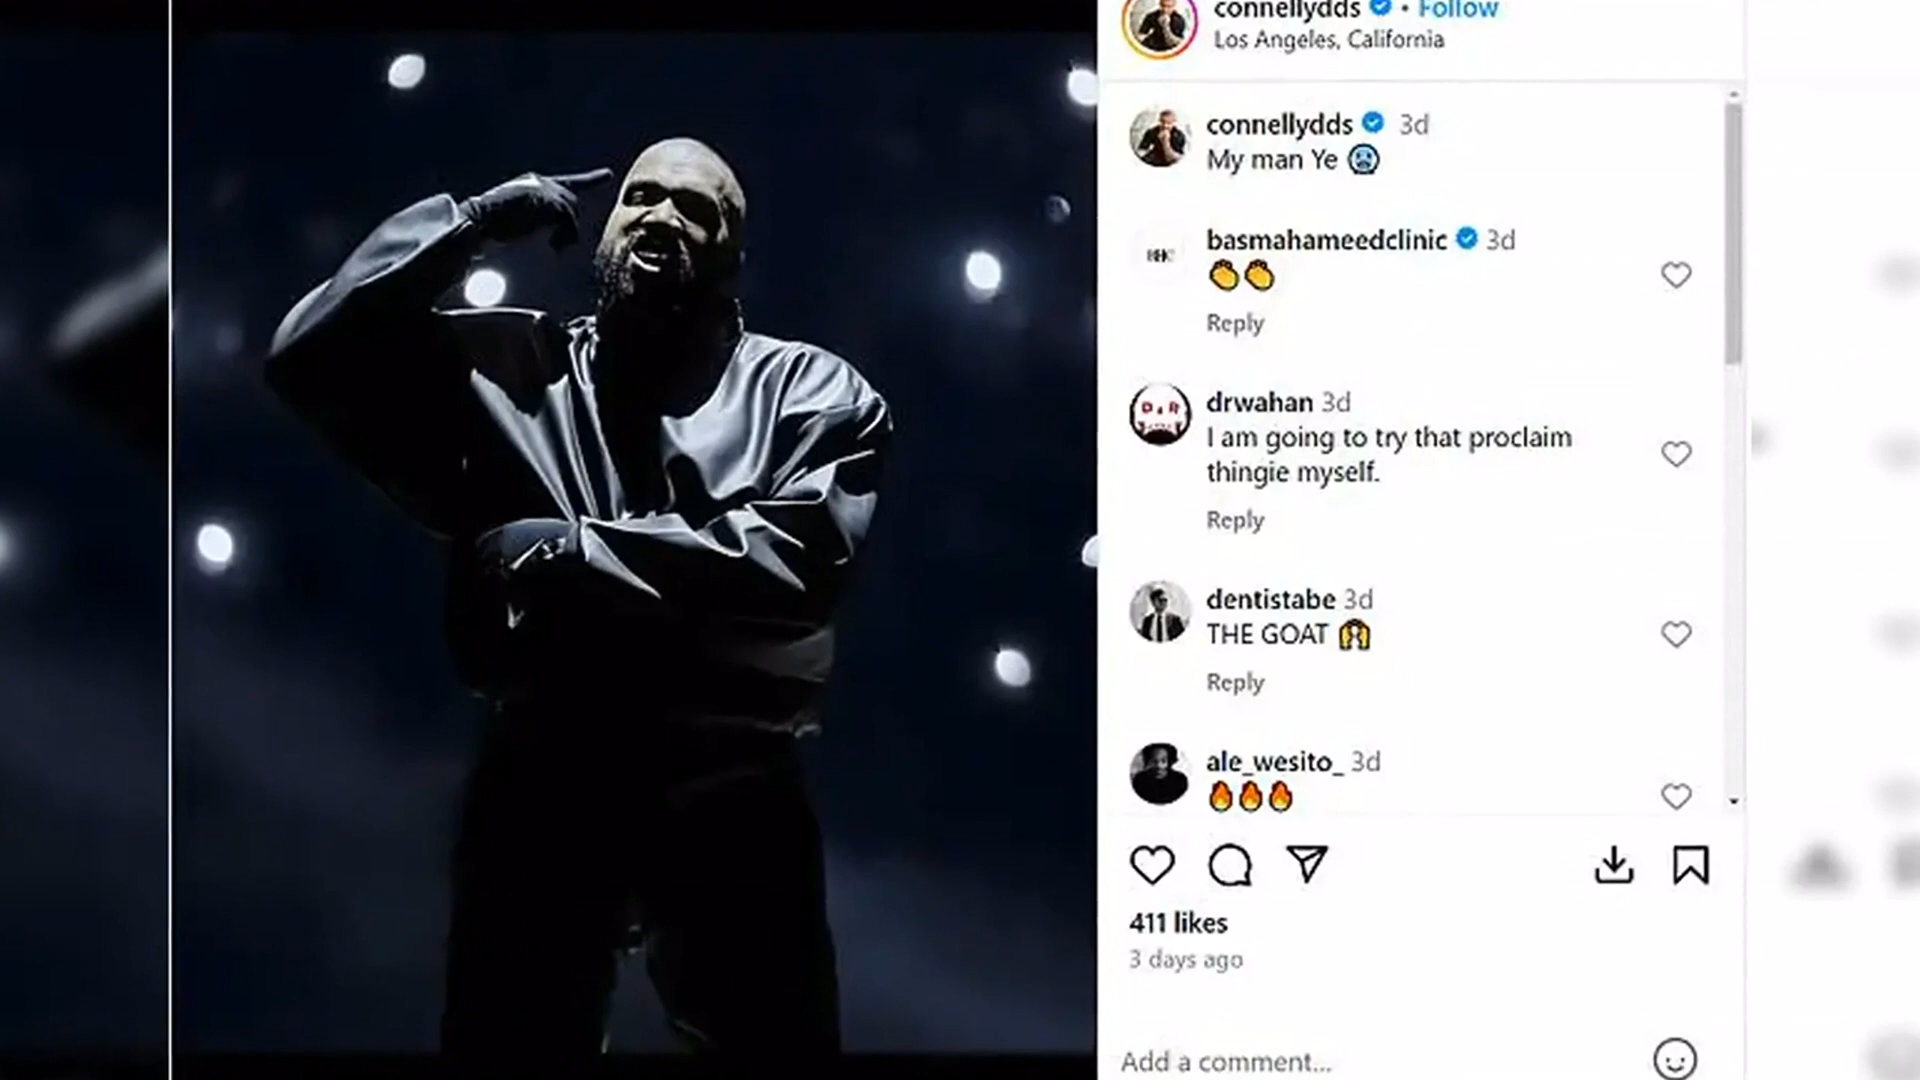 connellydds • Follow
Los Angeles, California
connellydds 3d
My man Ye 🥶
basmahameedclinic 3d
👏👏
Reply
drwahan 3d
I am going to try that proclaim
thingie myself.
Reply
dentistabe 3d
THE GOAT 🙌
Reply
ale_wesito_ 3d
🔥🔥🔥
411 likes
3 days ago
Add a comment...